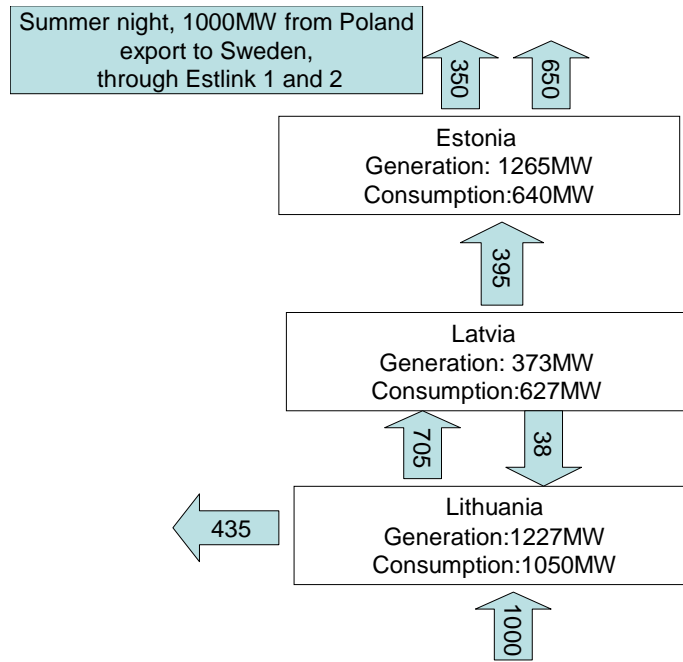 Summer night, 1000MW from Poland
export to Sweden,
through Estlink 1 and 2
350
650
Estonia
Generation: 1265MW
Consumption:640MW
395
Latvia
Generation: 373MW
Consumption:627MW
705
38
435
Lithuania
Generation:1227MW
Consumption:1050MW
1000